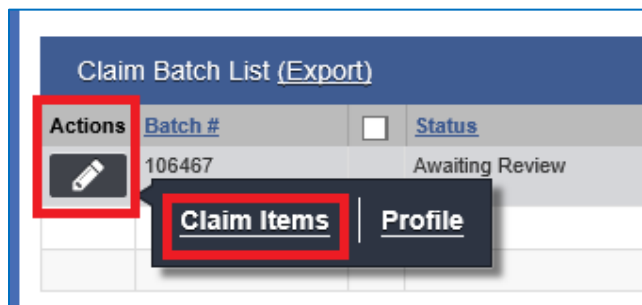 Claim Batch List (Export)
Actions Batch # Status
106467 Awaiting Review
Claim Items Profile